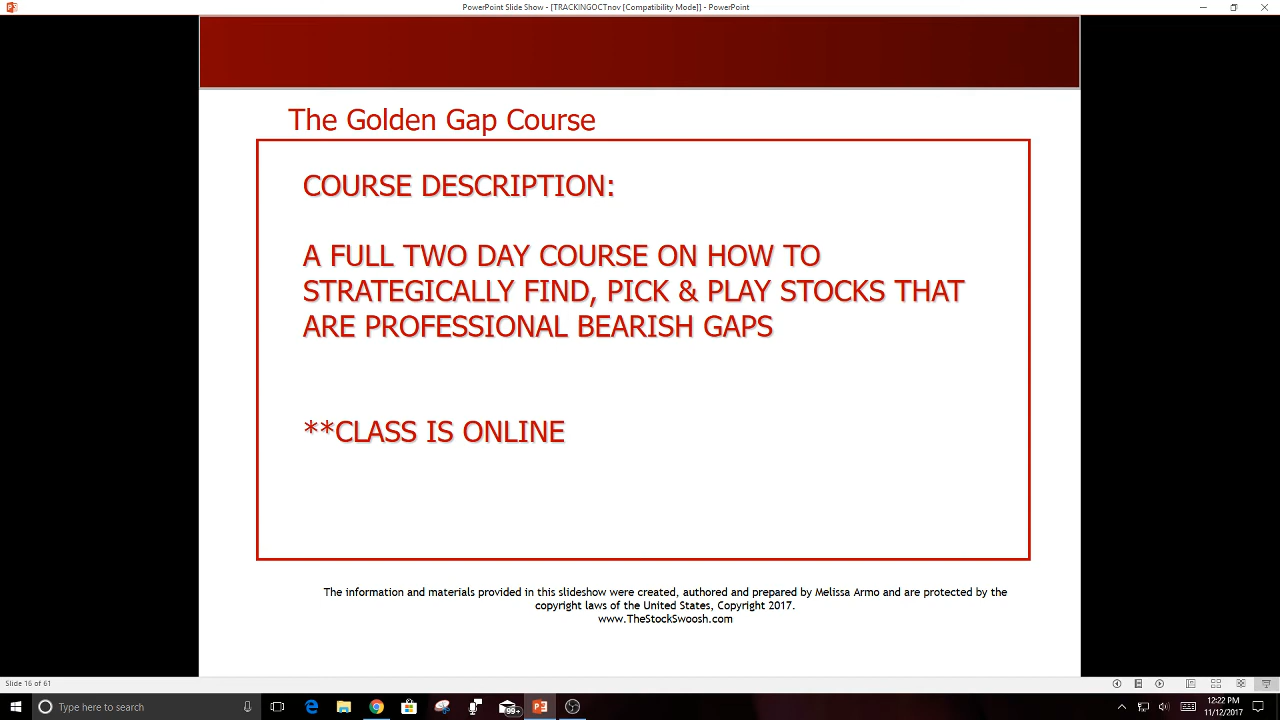 PowerPoint Slide Show - [TRACKINGOCTnov [Compatibility Mode]] - PowerPoint
The Golden Gap Course
COURSE DESCRIPTION:
A FULL TWO DAY COURSE ON HOW TO
STRATEGICALLY FIND, PICK & PLAY STOCKS THAT
ARE PROFESSIONAL BEARISH GAPS
**CLASS IS ONLINE
The information and materials provided in this slideshow were created, authored and prepared by Melissa Armo and are protected by the
copyright laws of the United States, Copyright 2017.
www.TheStockSwoosh.com
Slide 16 of 61
Type here to search
99+
12:22 PM
11/12/2017